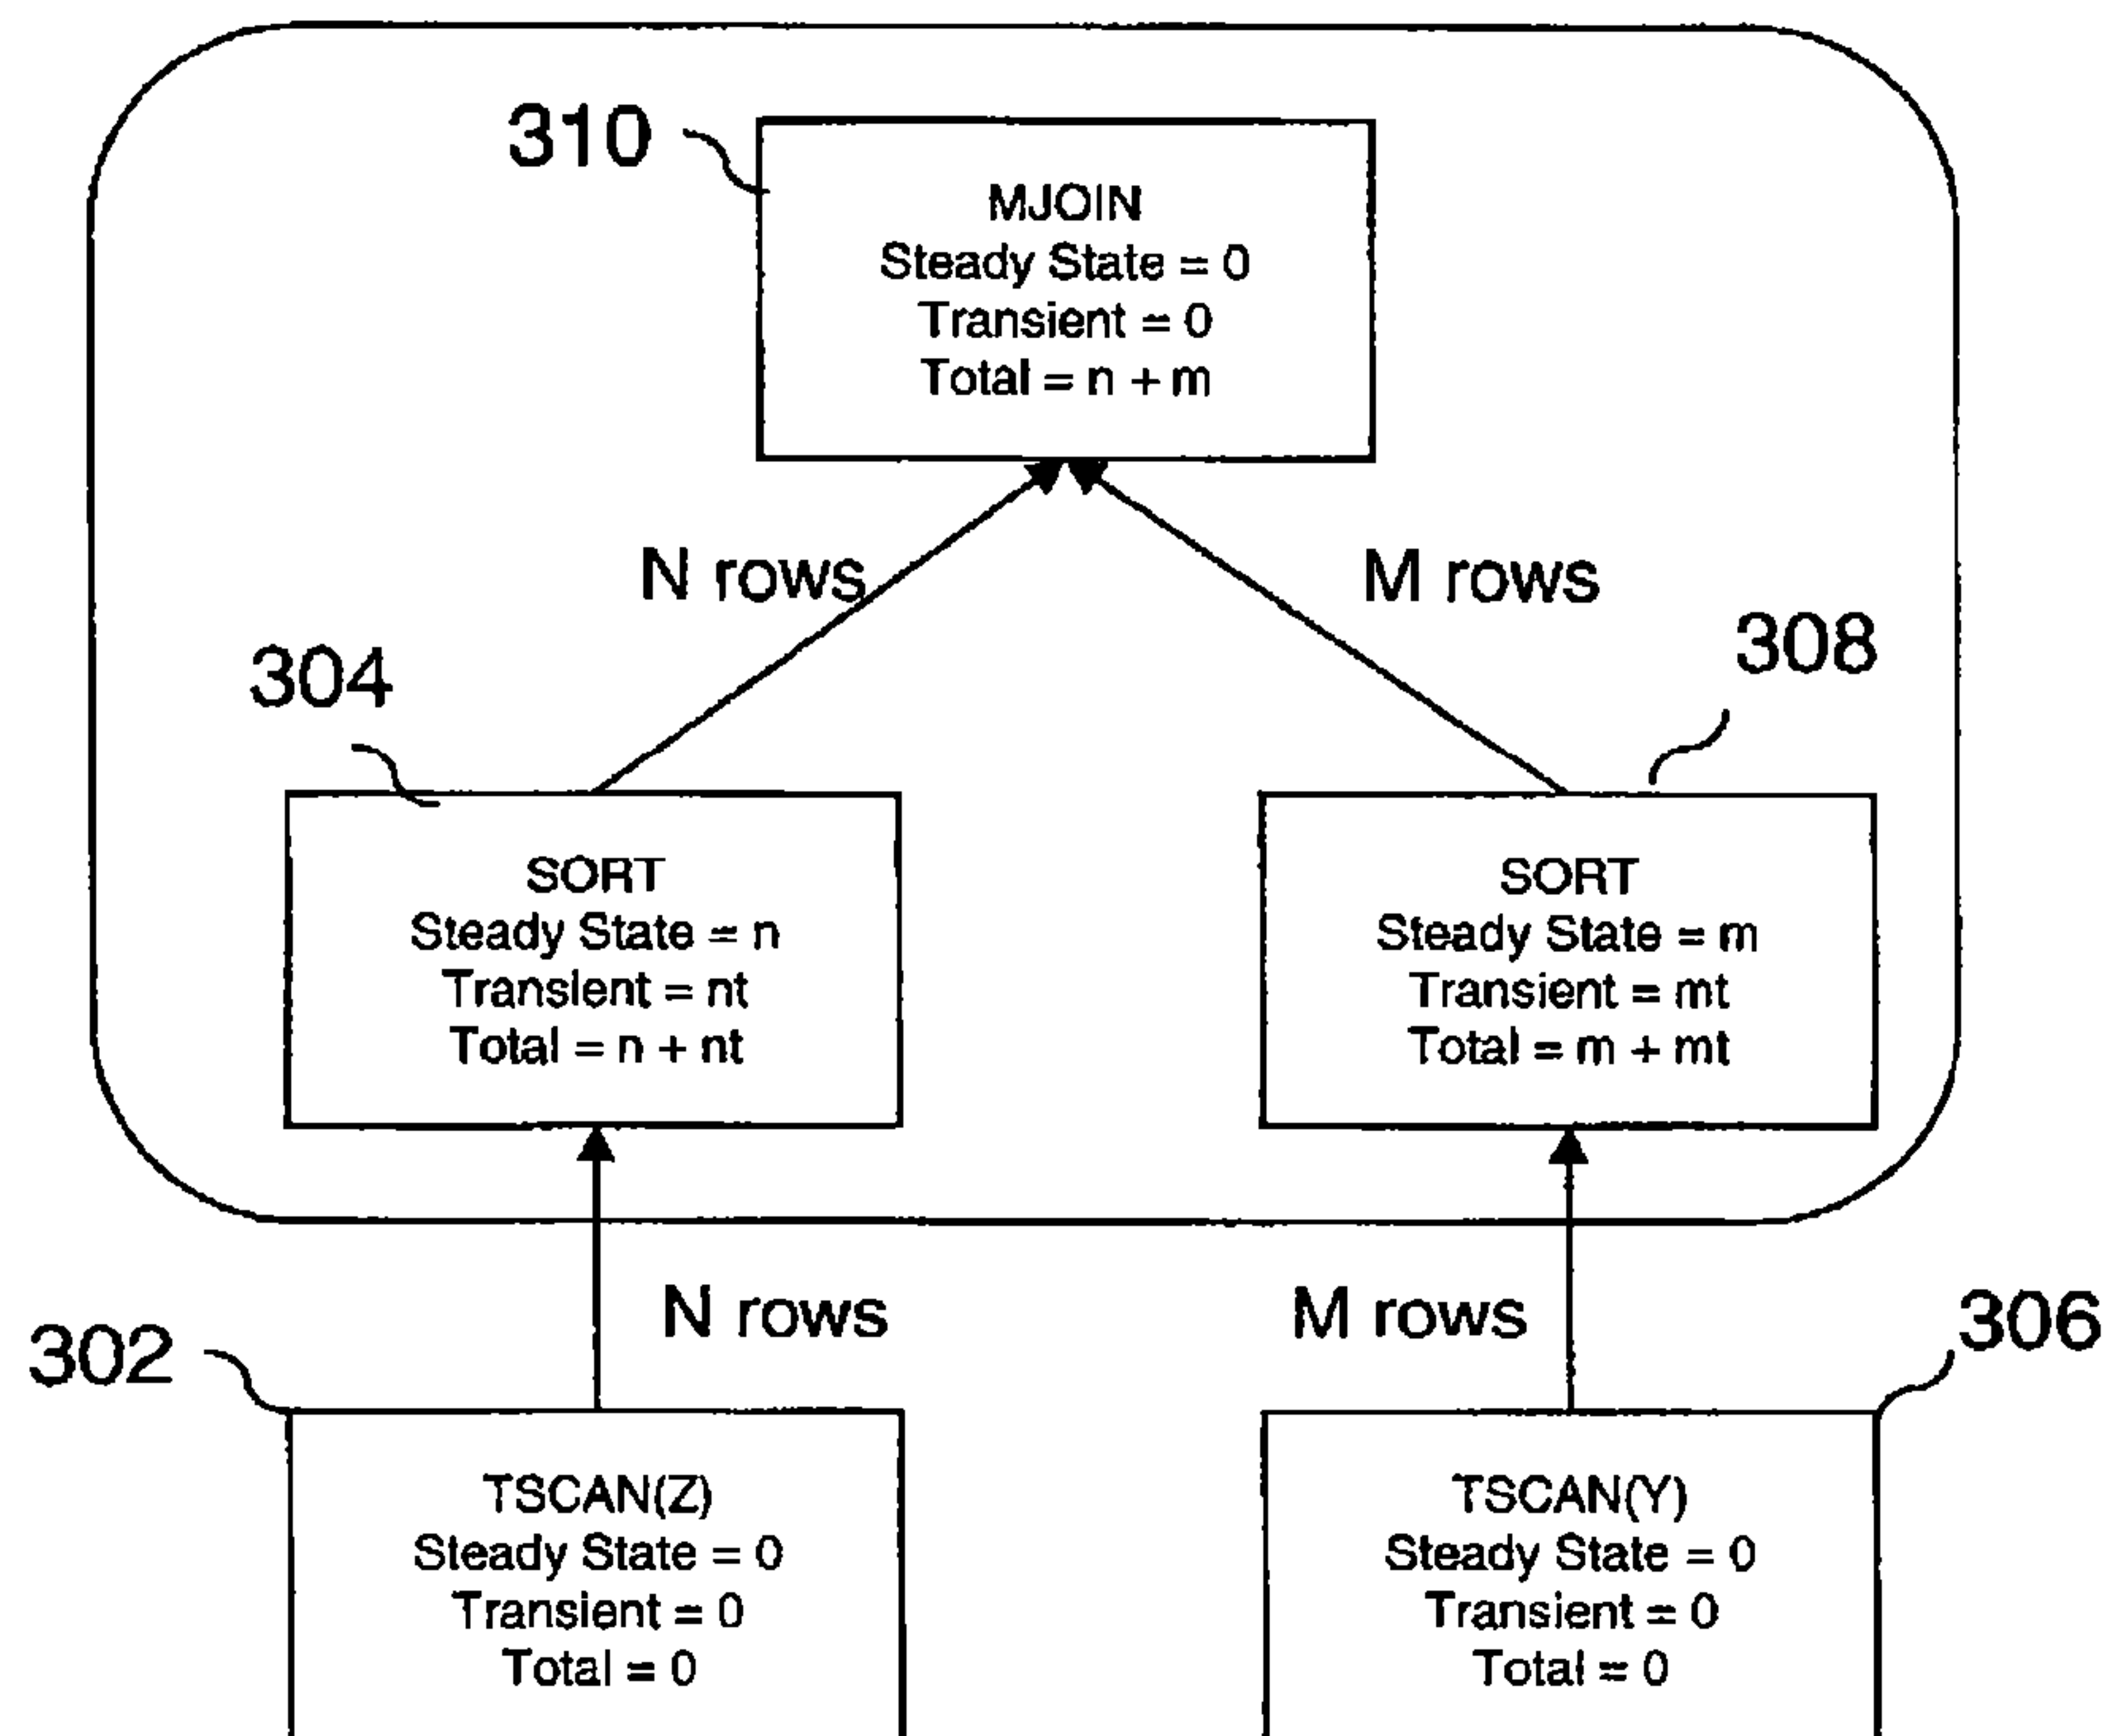 310
MJOIN
Steady State = 0
Transient = 0
Total = n + m
N rows
M rows
304
308
SORT
Steady State = n
Transient = nt
Total = n + nt
SORT
Steady State = m
Transient = mt
Total = m + mt
N rows
M rows
302
306
TSCAN(Z)
Steady State = 0
Transient = 0
Total = 0
TSCAN(Y)
Steady State = 0
Transient = 0
Total = 0